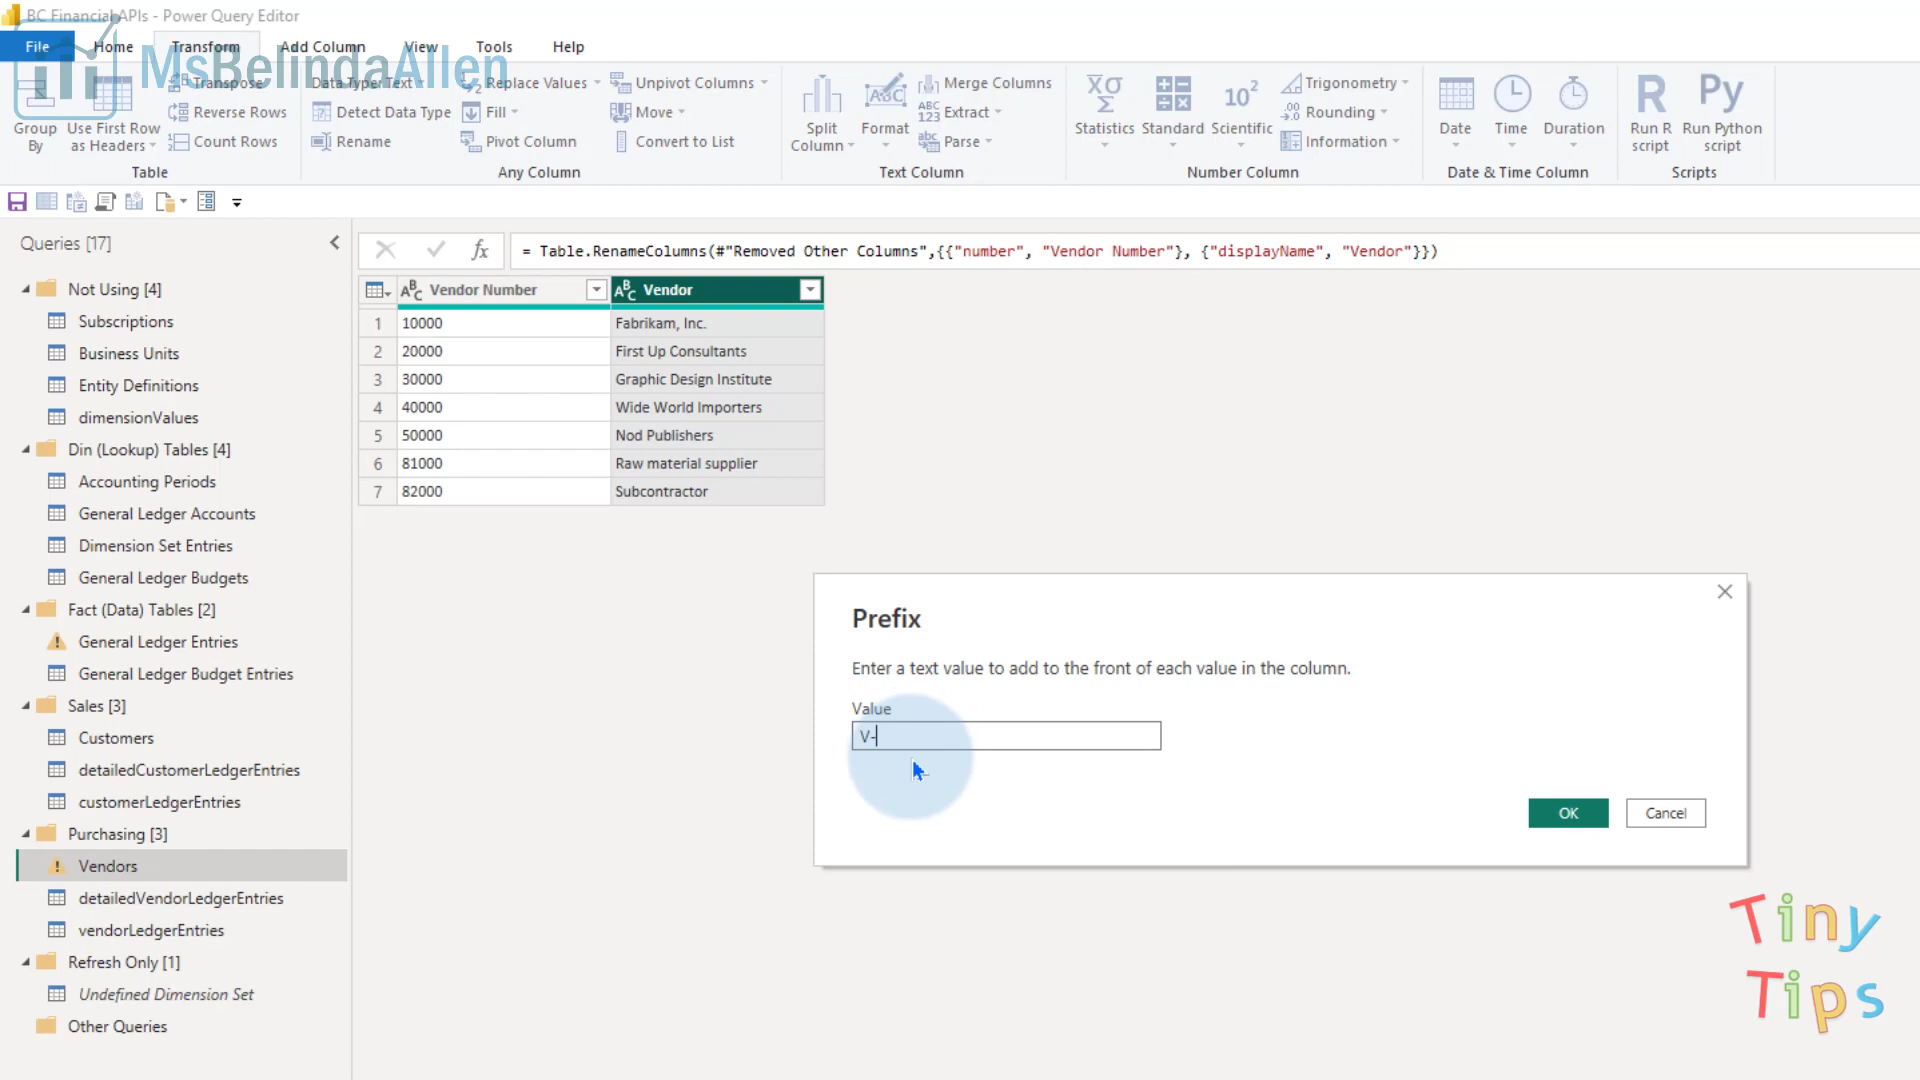 BC Financial APIs - Power Query Editor
File Home Transform Add Column View Tools Help
MsBelindaAllen
Group By
Use First Row as Headers
Transpose
Reverse Rows
Count Rows
Table
Data Type: Text
Detect Data Type
Rename
Replace Values
Fill
Pivot Column
Unpivot Columns
Move
Convert to List
Any Column
Split Column
Format
Merge Columns
Extract
Parse
Text Column
Statistics
Standard
Scientific
Trigonometry
Rounding
Information
Number Column
Date
Time
Duration
Date & Time Column
Run R script
Run Python script
Scripts
Queries [17]
Not Using [4]
Subscriptions
Business Units
Entity Definitions
dimensionValues
Din (Lookup) Tables [4]
Accounting Periods
General Ledger Accounts
Dimension Set Entries
General Ledger Budgets
Fact (Data) Tables [2]
General Ledger Entries
General Ledger Budget Entries
Sales [3]
Customers
detailedCustomerLedgerEntries
customerLedgerEntries
Purchasing [3]
Vendors
detailedVendorLedgerEntries
vendorLedgerEntries
Refresh Only [1]
Undefined Dimension Set
Other Queries
fx = Table.RenameColumns(#"Removed Other Columns",{{"number", "Vendor Number"}, {"displayName", "Vendor"}})
ABC Vendor Number ABC Vendor
1 10000 Fabrikam, Inc.
2 20000 First Up Consultants
3 30000 Graphic Design Institute
4 40000 Wide World Importers
5 50000 Nod Publishers
6 81000 Raw material supplier
7 82000 Subcontractor
Prefix
Enter a text value to add to the front of each value in the column.
Value
V-
OK Cancel
Tiny
Tips